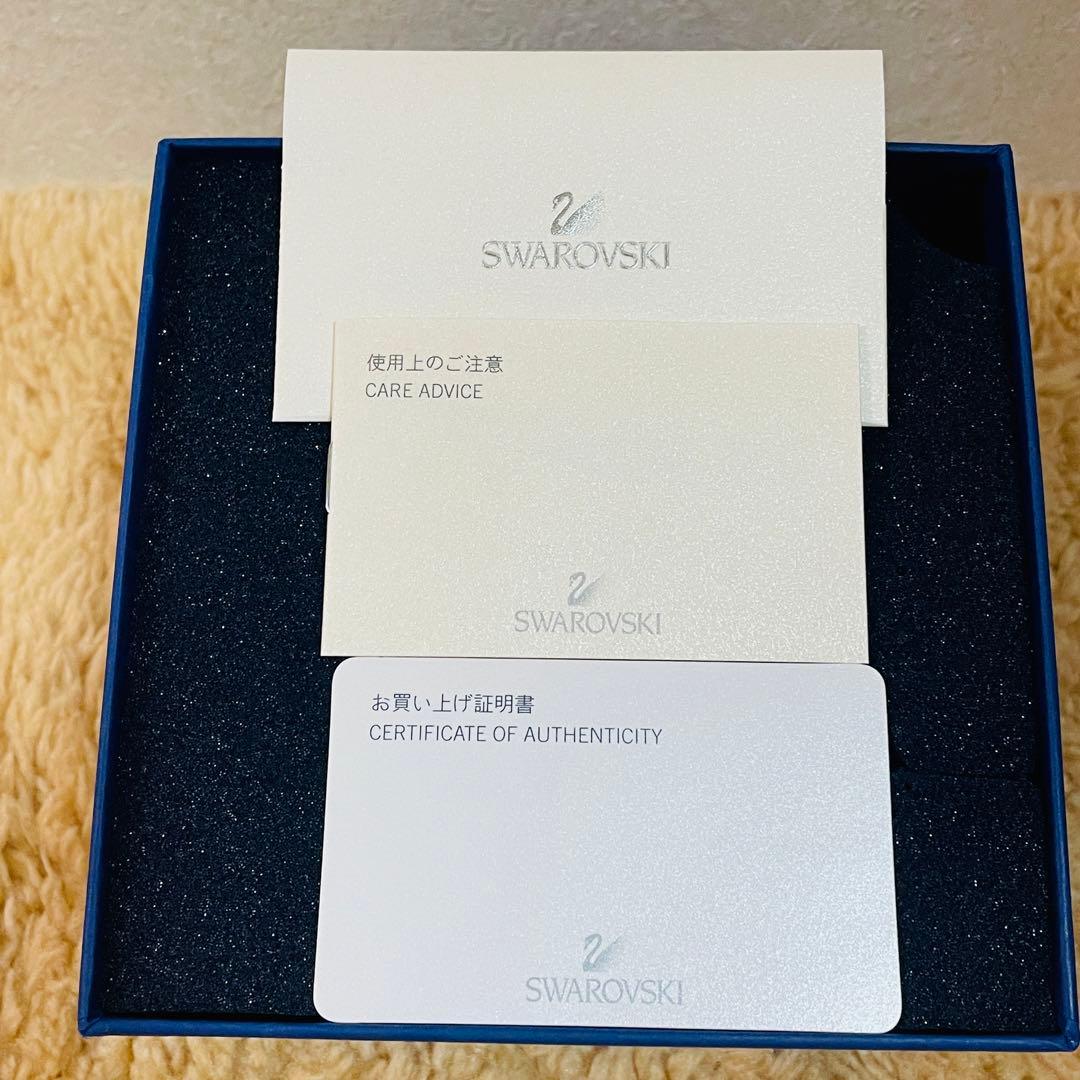 SWAROVSKI
使用上のご注意
CARE ADVICE
SWAROVSKI
お買い上げ証明書
CERTIFICATE OF AUTHENTICITY
SWAROVSKI